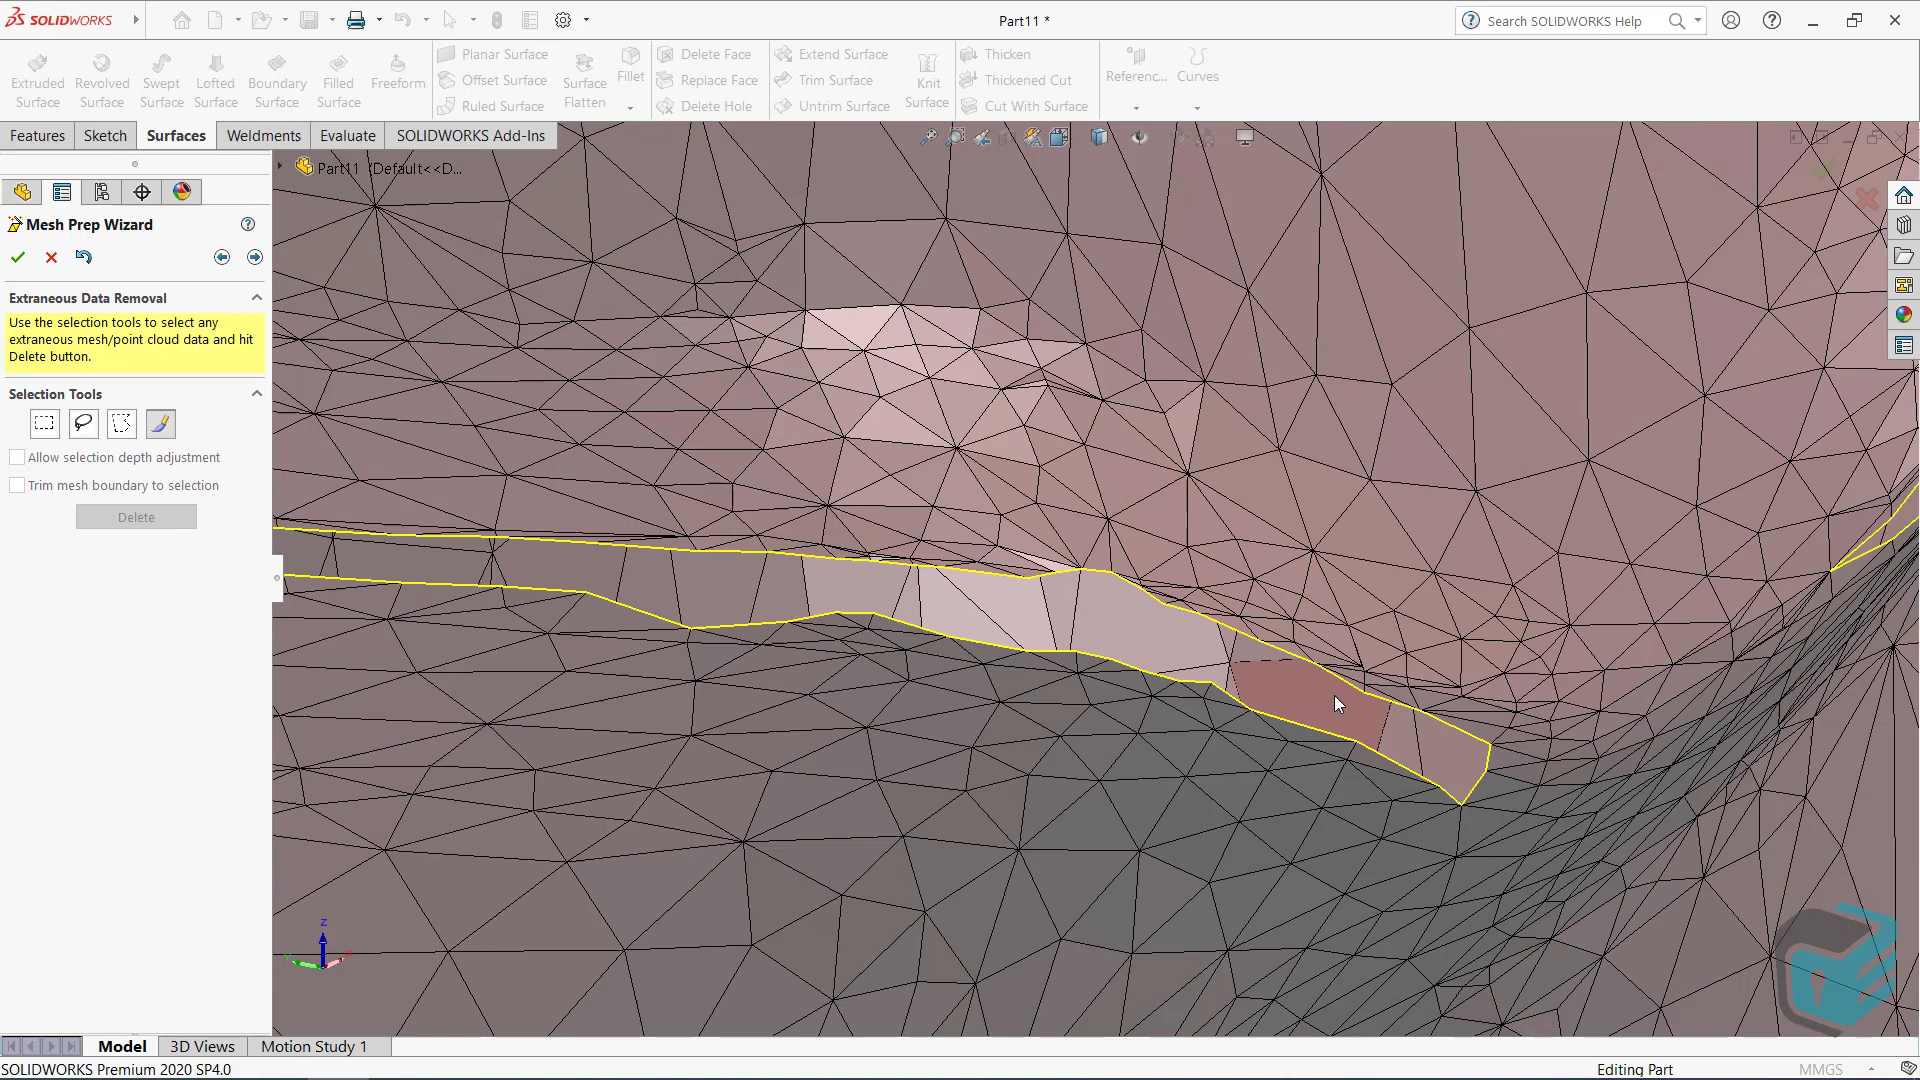 SOLIDWORKS
Part11 *
Search SOLIDWORKS Help
Extruded Surface
Revolved Surface
Swept Surface
Lofted Surface
Boundary Surface
Filled Surface
Freeform
Planar Surface
Offset Surface
Ruled Surface
Surface Flatten
Fillet
Delete Face
Replace Face
Delete Hole
Extend Surface
Trim Surface
Untrim Surface
Knit Surface
Thicken
Thickened Cut
Cut With Surface
Referenc...
Curves
Features
Sketch
Surfaces
Weldments
Evaluate
SOLIDWORKS Add-Ins
Part11 (Default<<D...
Mesh Prep Wizard
Extraneous Data Removal
Use the selection tools to select any
extraneous mesh/point cloud data and hit
Delete button.
Selection Tools
Allow selection depth adjustment
Trim mesh boundary to selection
Delete
Z
Model
3D Views
Motion Study 1
SOLIDWORKS Premium 2020 SP4.0
Editing Part
MMGS